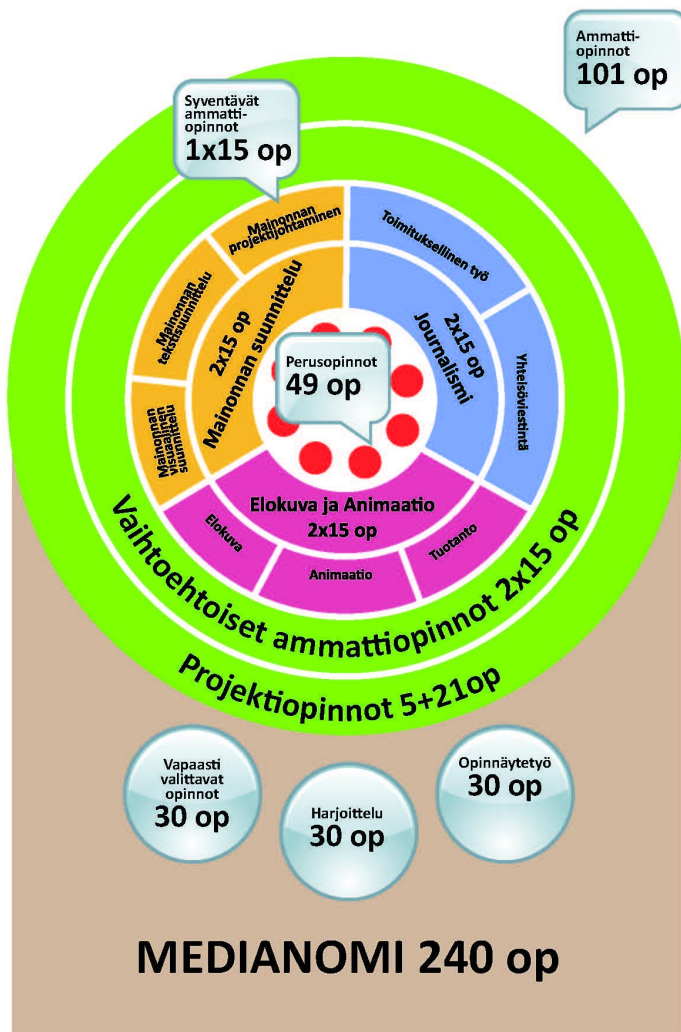 Ammatti-
opinnot
101 op
Syventävät
ammatti-
opinnot
1x15 op
Mainonnan
projektijohtaminen
Toimituksellinen työ
Mainonnan
tekstisuunnittelu
2x15 op
Mainonnan suunnittelu
2x15 op
Journalismi
Yhteisöviestintä
Perusopinnot
49 op
Mainonnan
visuaalinen
suunnittelu
Elokuva ja Animaatio
2x15 op
Elokuva
Animaatio
Tuotanto
Vaihtoehtoiset ammattiopinnot 2x15 op
Projektiopinnot 5+21op
Vapaasti
valittavat
opinnot
30 op
Harjoittelu
30 op
Opinnäytetyö
30 op
MEDIANOMI 240 op